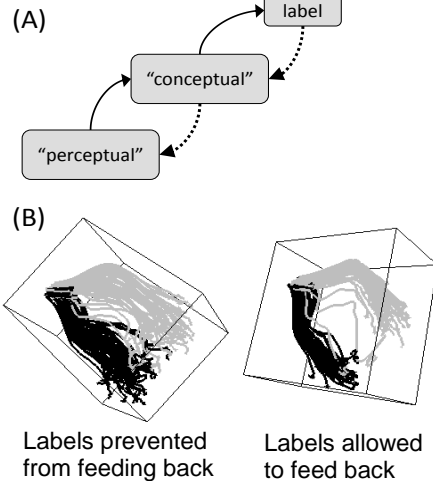 (A)
label
“conceptual”
“perceptual”
(B)
Labels prevented
from feeding back
Labels allowed
to feed back